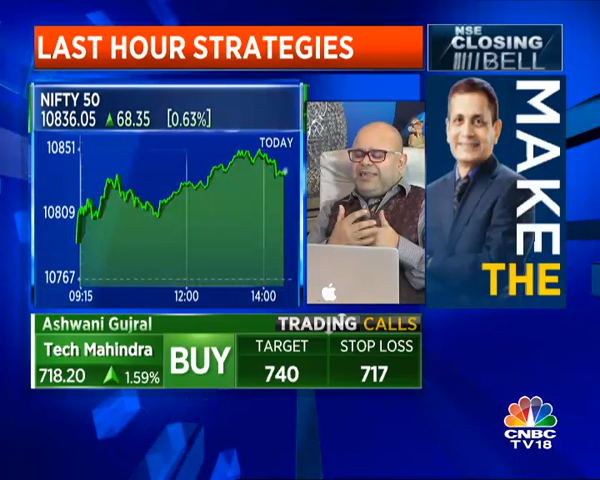 LAST HOUR STRATEGIES
NSE
CLOSING
BELL
NIFTY 50
10836.05 ▲ 68.35 [0.63%]
TODAY
10851
10809
10767
09:15 12:00 14:00
MAKE
THE
Ashwani Gujral
TRADING CALLS
Tech Mahindra
718.20 ▲ 1.59%
BUY
TARGET
740
STOP LOSS
717
CNBC
TV18